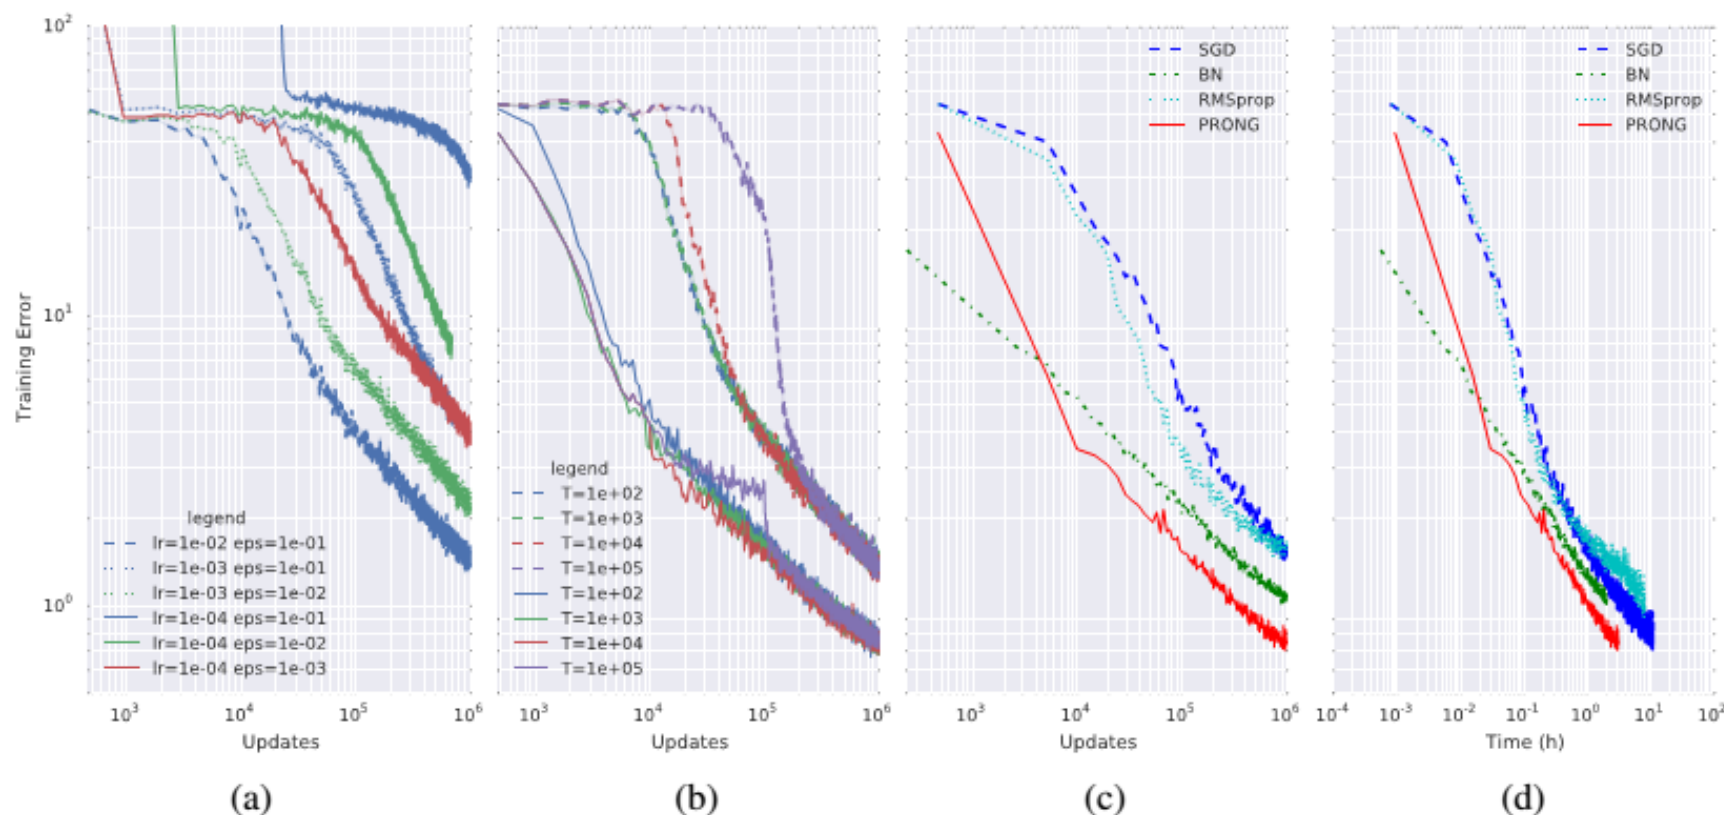 Training Error
10²
10¹
10⁰
legend
lr=1e-02 eps=1e-01
lr=1e-03 eps=1e-01
lr=1e-03 eps=1e-02
lr=1e-04 eps=1e-01
lr=1e-04 eps=1e-02
lr=1e-04 eps=1e-03
10³ 10⁴ 10⁵ 10⁶
Updates
(a)
legend
T=1e+02
T=1e+03
T=1e+04
T=1e+05
T=1e+02
T=1e+03
T=1e+04
T=1e+05
10³ 10⁴ 10⁵ 10⁶
Updates
(b)
SGD
BN
RMSprop
PRONG
10³ 10⁴ 10⁵ 10⁶
Updates
(c)
SGD
BN
RMSprop
PRONG
10⁻⁴ 10⁻³ 10⁻² 10⁻¹ 10⁰ 10¹ 10²
Time (h)
(d)